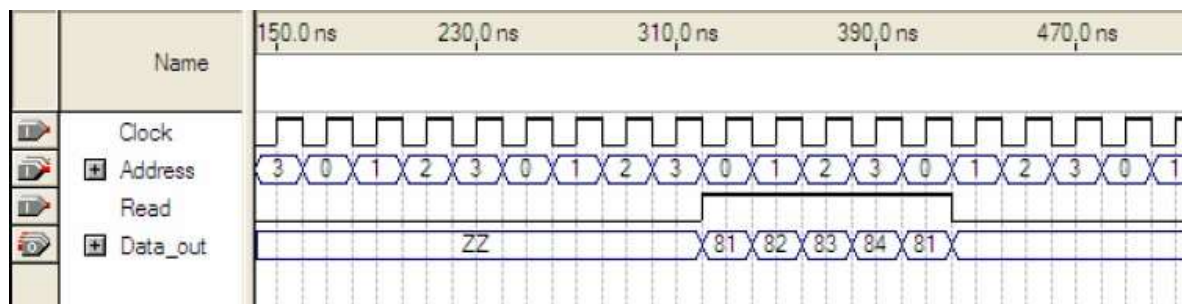 150.0 ns 230.0 ns 310.0 ns 390.0 ns 470.0 ns
Name
Clock
Address 3 0 1 2 3 0 1 2 3 0 1 2 3 0 1 2 3 0 1
Read
Data_out ZZ 81 82 83 84 81